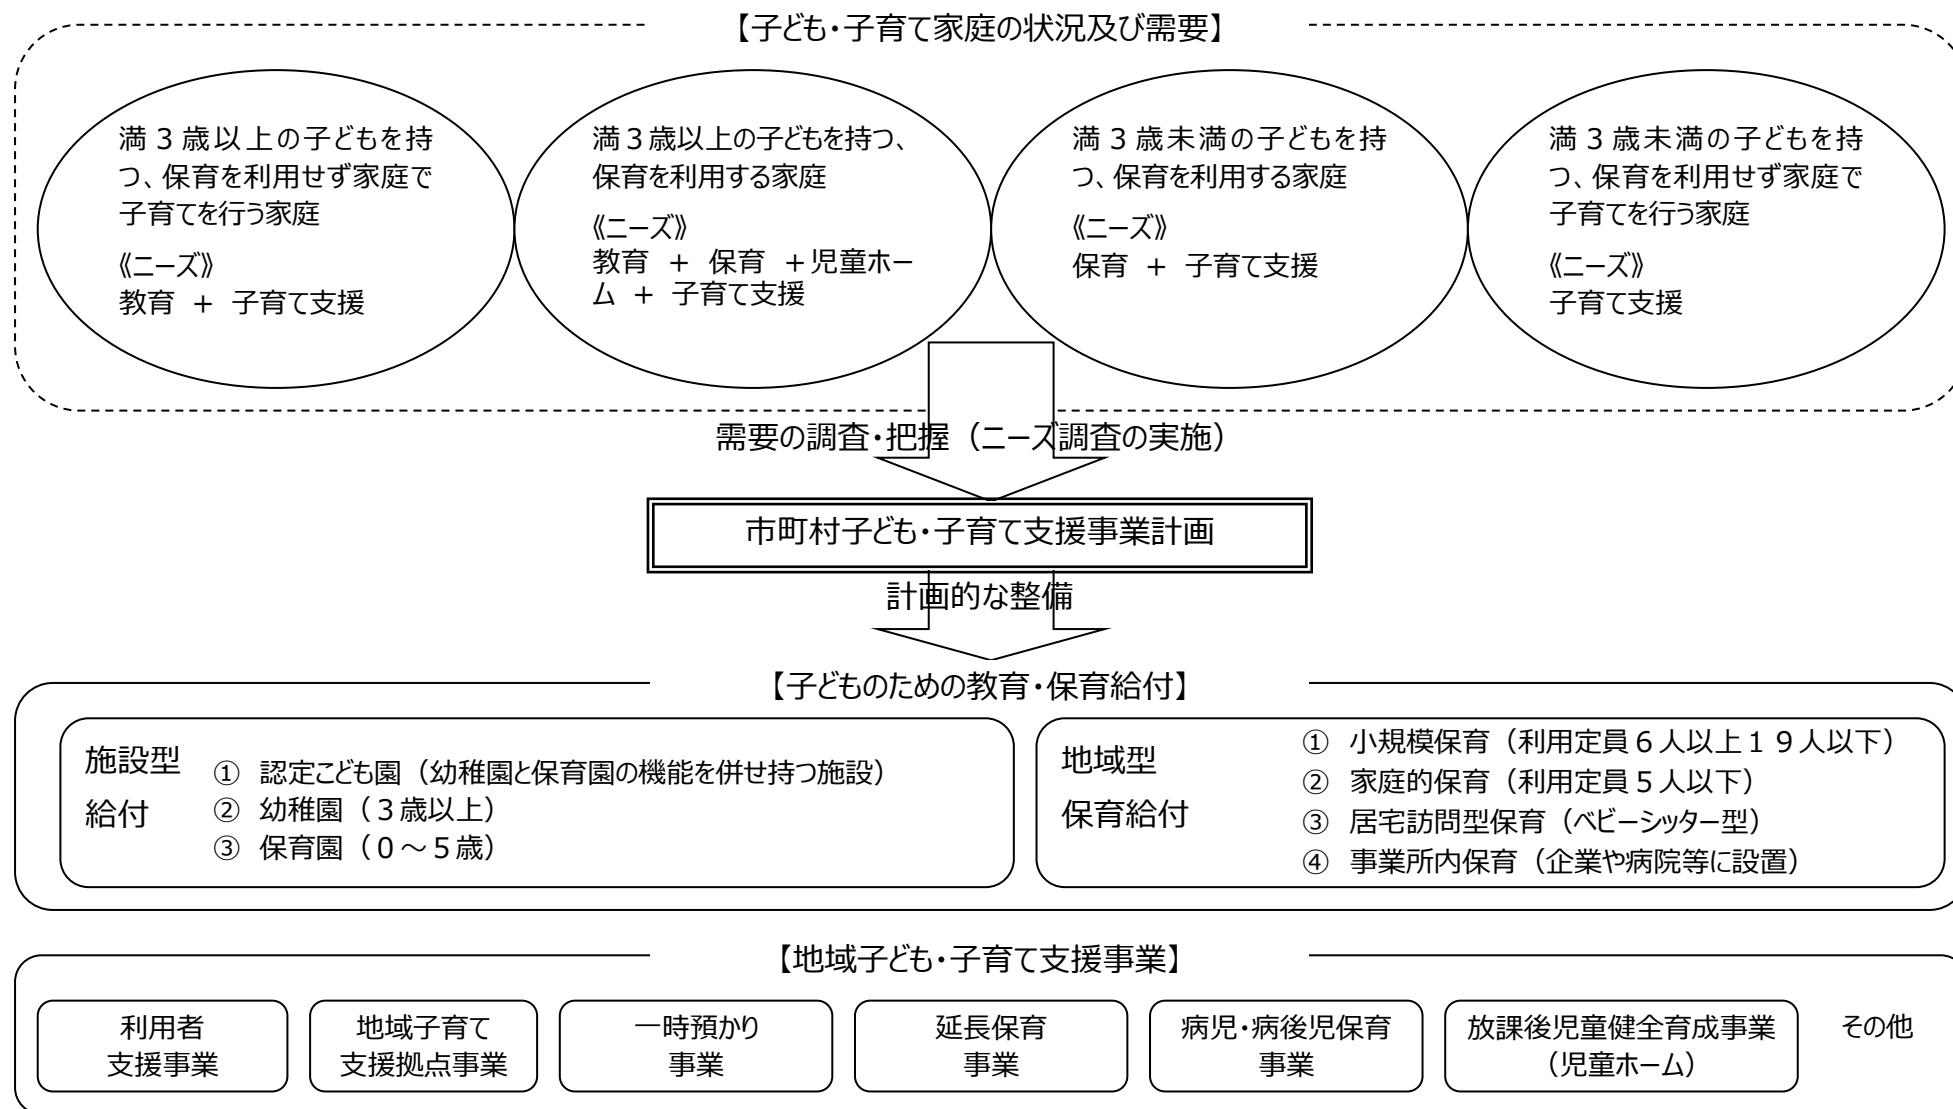 【子ども・子育て家庭の状況及び需要】
満３歳以上の子どもを持
つ、保育を利用せず家庭で
子育てを行う家庭
《ニーズ》
教育 ＋ 子育て支援
満３歳以上の子どもを持つ、
保育を利用する家庭
《ニーズ》
教育 ＋ 保育 ＋児童ホー
ム ＋ 子育て支援
満３歳未満の子どもを持
つ、保育を利用する家庭
《ニーズ》
保育 ＋ 子育て支援
満３歳未満の子どもを持
つ、保育を利用せず家庭で
子育てを行う家庭
《ニーズ》
子育て支援
需要の調査・把握（ニーズ調査の実施）
市町村子ども・子育て支援事業計画
計画的な整備
【子どものための教育・保育給付】
施設型
給付
① 認定こども園（幼稚園と保育園の機能を併せ持つ施設）
② 幼稚園（３歳以上）
③ 保育園（０～５歳）
地域型
保育給付
① 小規模保育（利用定員６人以上１９人以下）
② 家庭的保育（利用定員５人以下）
③ 居宅訪問型保育（ベビーシッター型）
④ 事業所内保育（企業や病院等に設置）
【地域子ども・子育て支援事業】
利用者
支援事業
地域子育て
支援拠点事業
一時預かり
事業
延長保育
事業
病児・病後児保育
事業
放課後児童健全育成事業
（児童ホーム）
その他